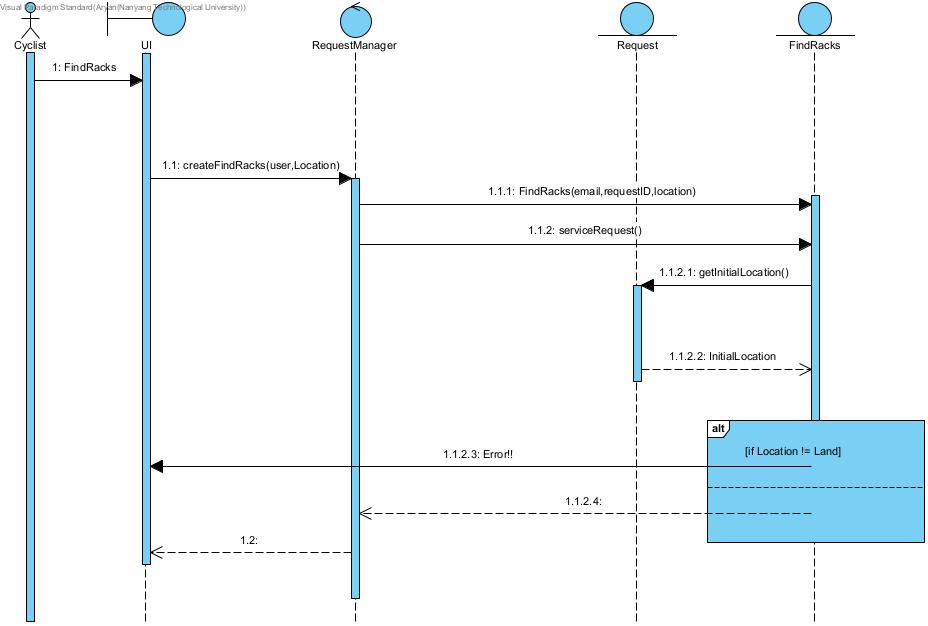 Visual Paradigm Standard(Aryan(Nanyang Technological University))
Cyclist
UI
RequestManager
Request
FindRacks
1: FindRacks
1.1: createFindRacks(user,Location)
1.1.1: FindRacks(email,requestID,location)
1.1.2: serviceRequest()
1.1.2.1: getInitialLocation()
1.1.2.2: InitialLocation
alt
[if Location != Land]
1.1.2.3: Error!!
1.1.2.4:
1.2: